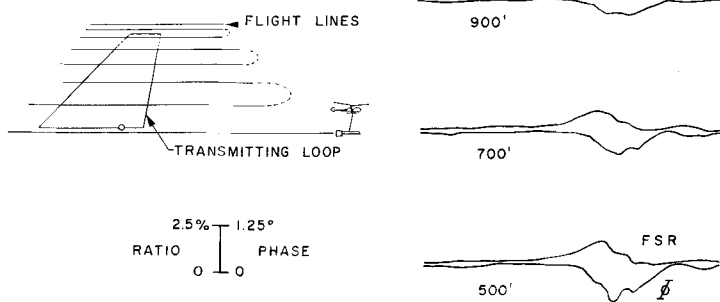 FLIGHT LINES
TRANSMITTING LOOP
2.5% 1.25°
RATIO PHASE
0 0
900'
700'
FSR
500' ϕ